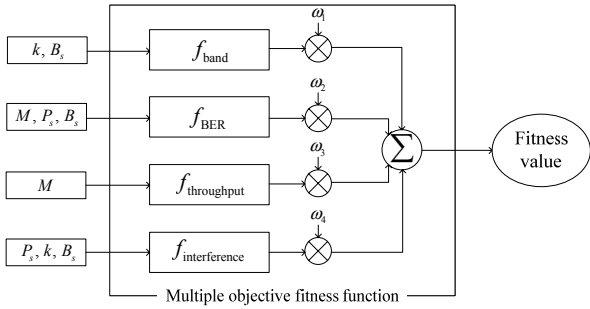 k, B_s
f_band
ω_1
M, P_s, B_s
f_BER
ω_2
M
f_throughput
ω_3
P_s, k, B_s
f_interference
ω_4
Σ
Fitness
value
Multiple objective fitness function